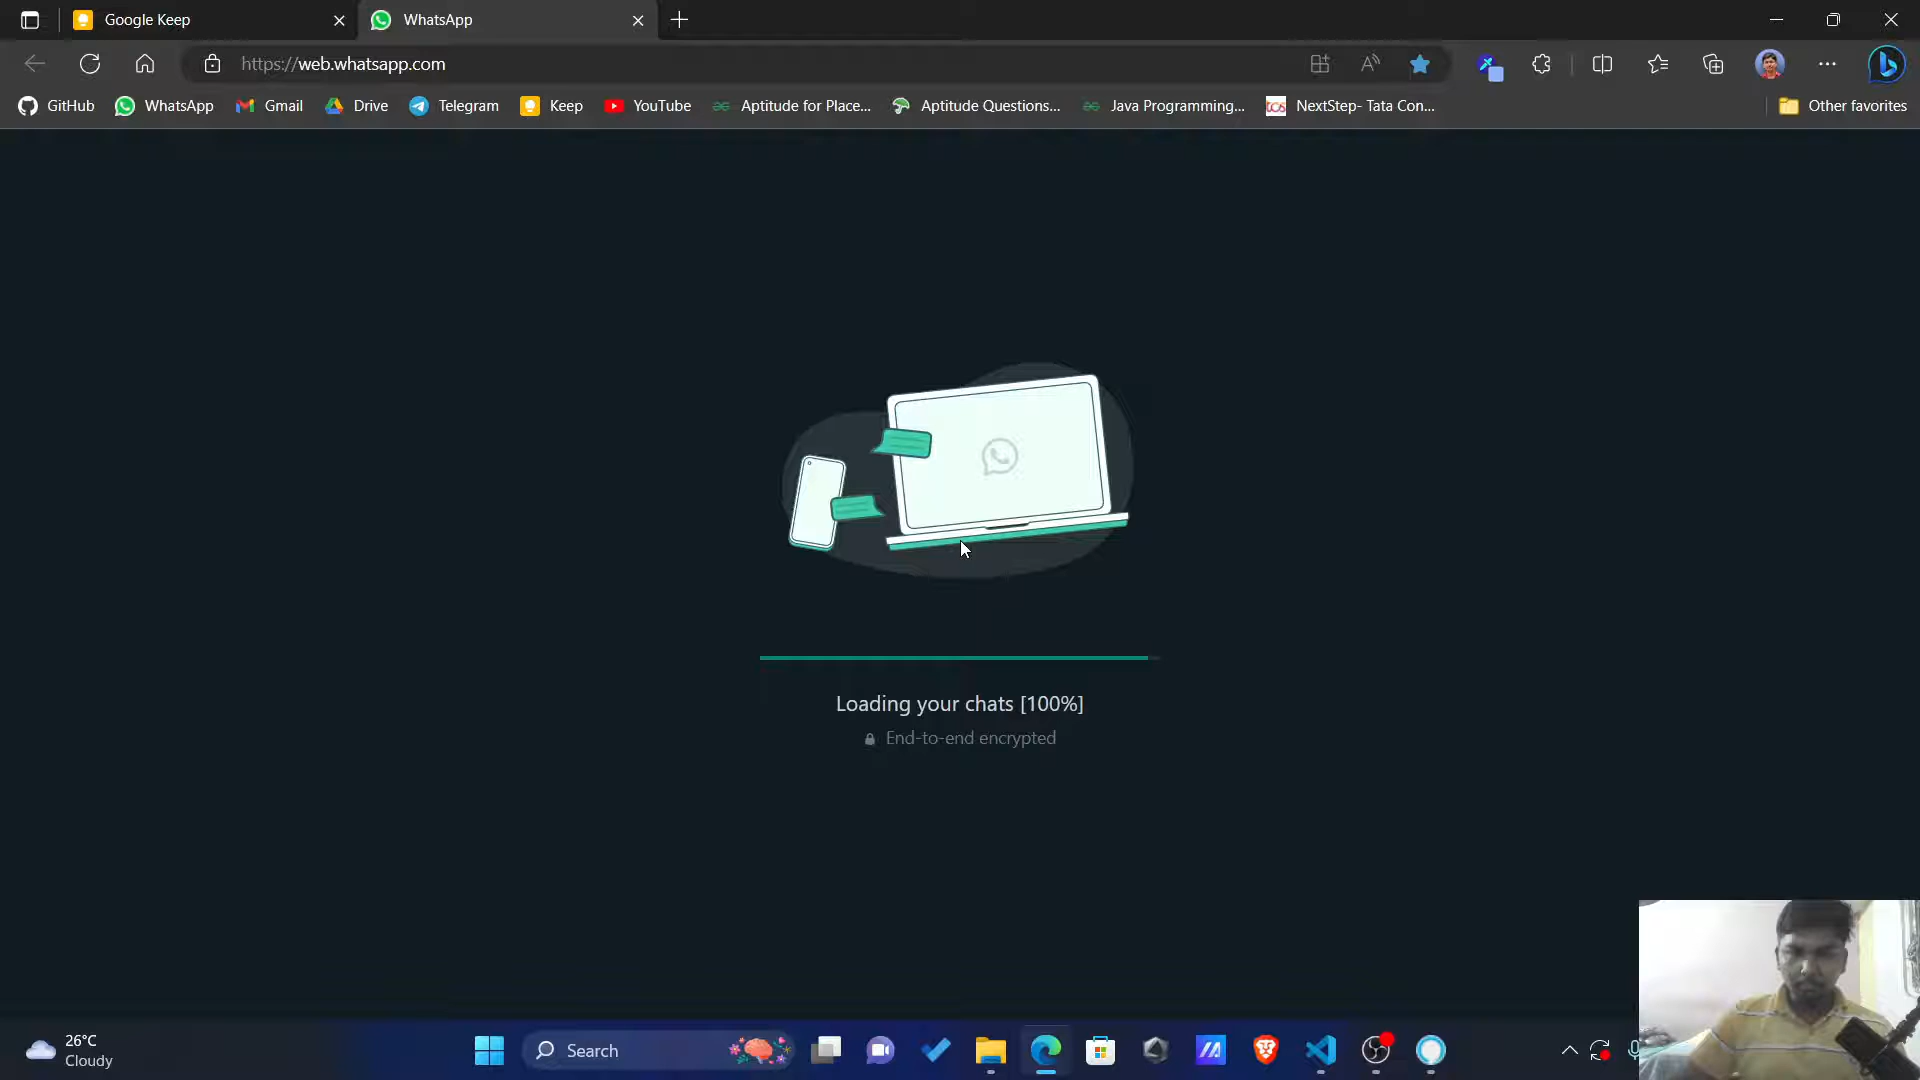 Google Keep
WhatsApp
https://web.whatsapp.com
GitHub
WhatsApp
Gmail
Drive
Telegram
Keep
YouTube
Aptitude for Place...
Aptitude Questions...
Java Programming...
tcs
NextStep- Tata Con...
Other favorites
Loading your chats [100%]
End-to-end encrypted
26°C
Cloudy
Search